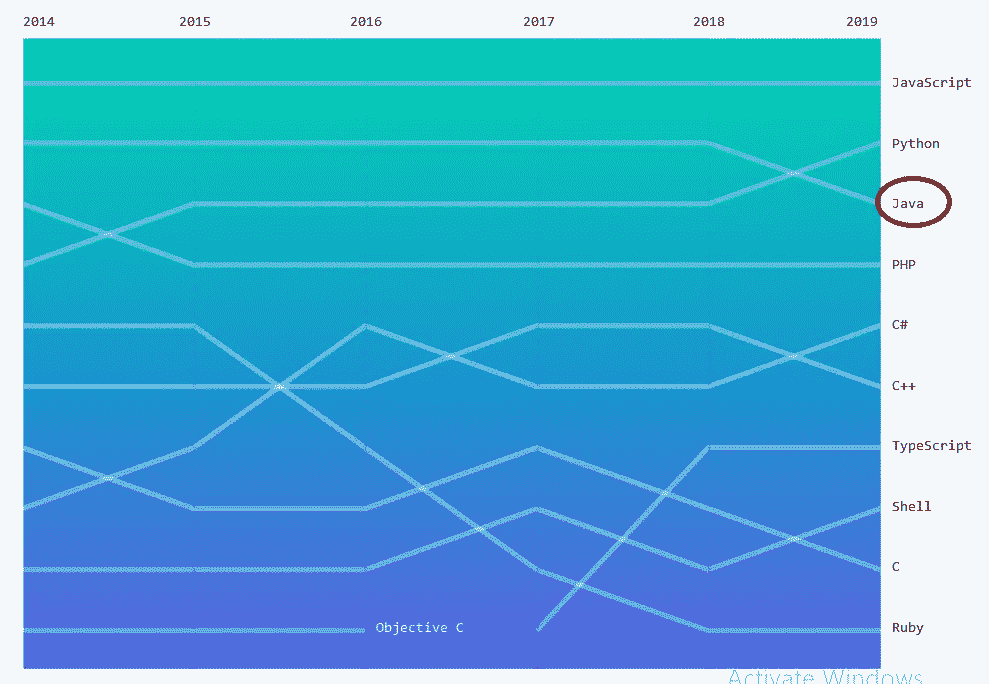 2014 2015 2016 2017 2018 2019
JavaScript
Python
Java
PHP
C#
C++
TypeScript
Shell
C
Objective C Ruby
Activate Windows